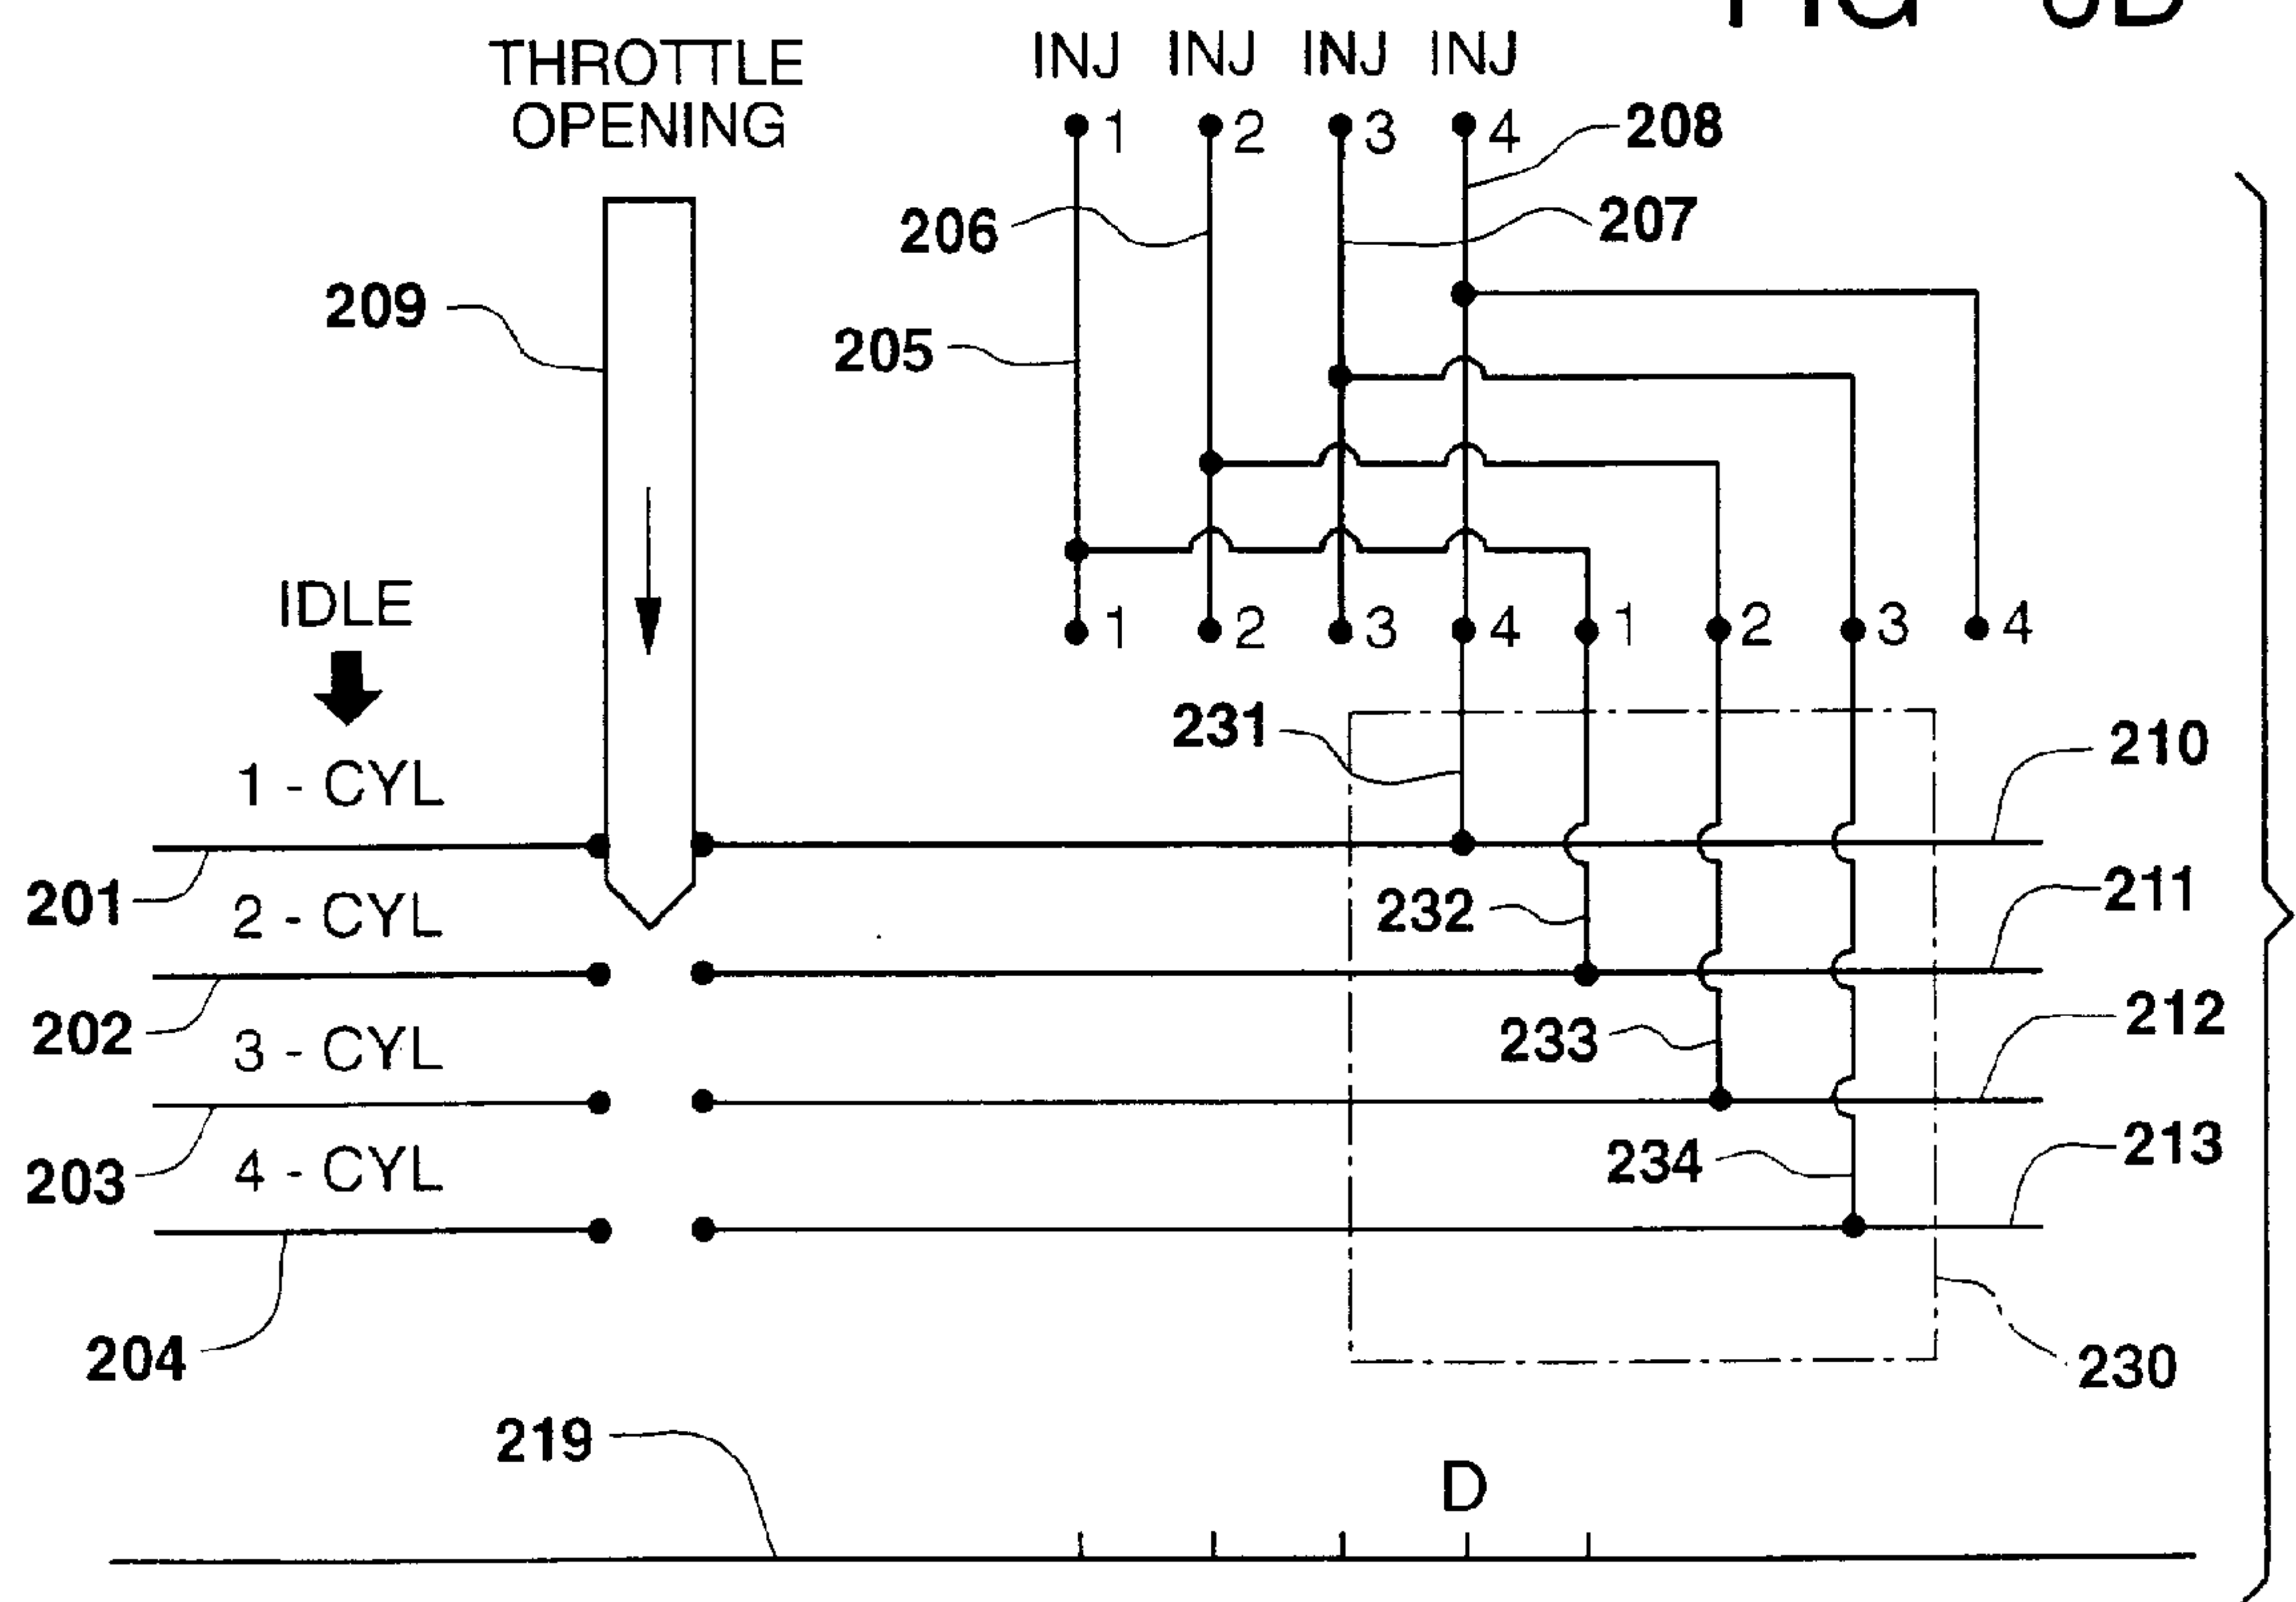 THROTTLE
OPENING
INJ INJ INJ INJ
1 2 3 4
208
206
207
209
205
IDLE
1 2 3 4 1 2 3 4
231
210
1 - CYL
201
2 - CYL
232
211
202
3 - CYL
233
212
203
4 - CYL
234
213
204
230
219
D